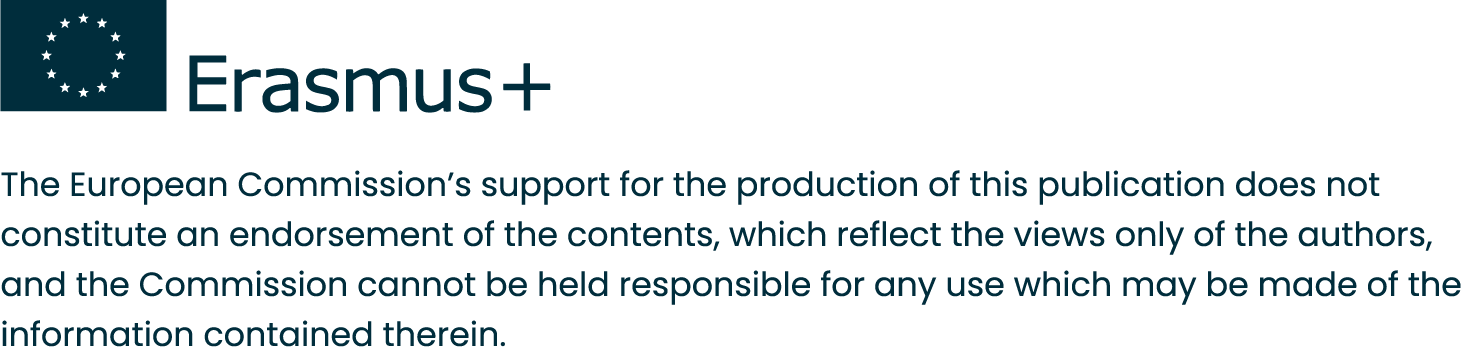 Erasmus+
The European Commission’s support for the production of this publication does not
constitute an endorsement of the contents, which reflect the views only of the authors,
and the Commission cannot be held responsible for any use which may be made of the
information contained therein.